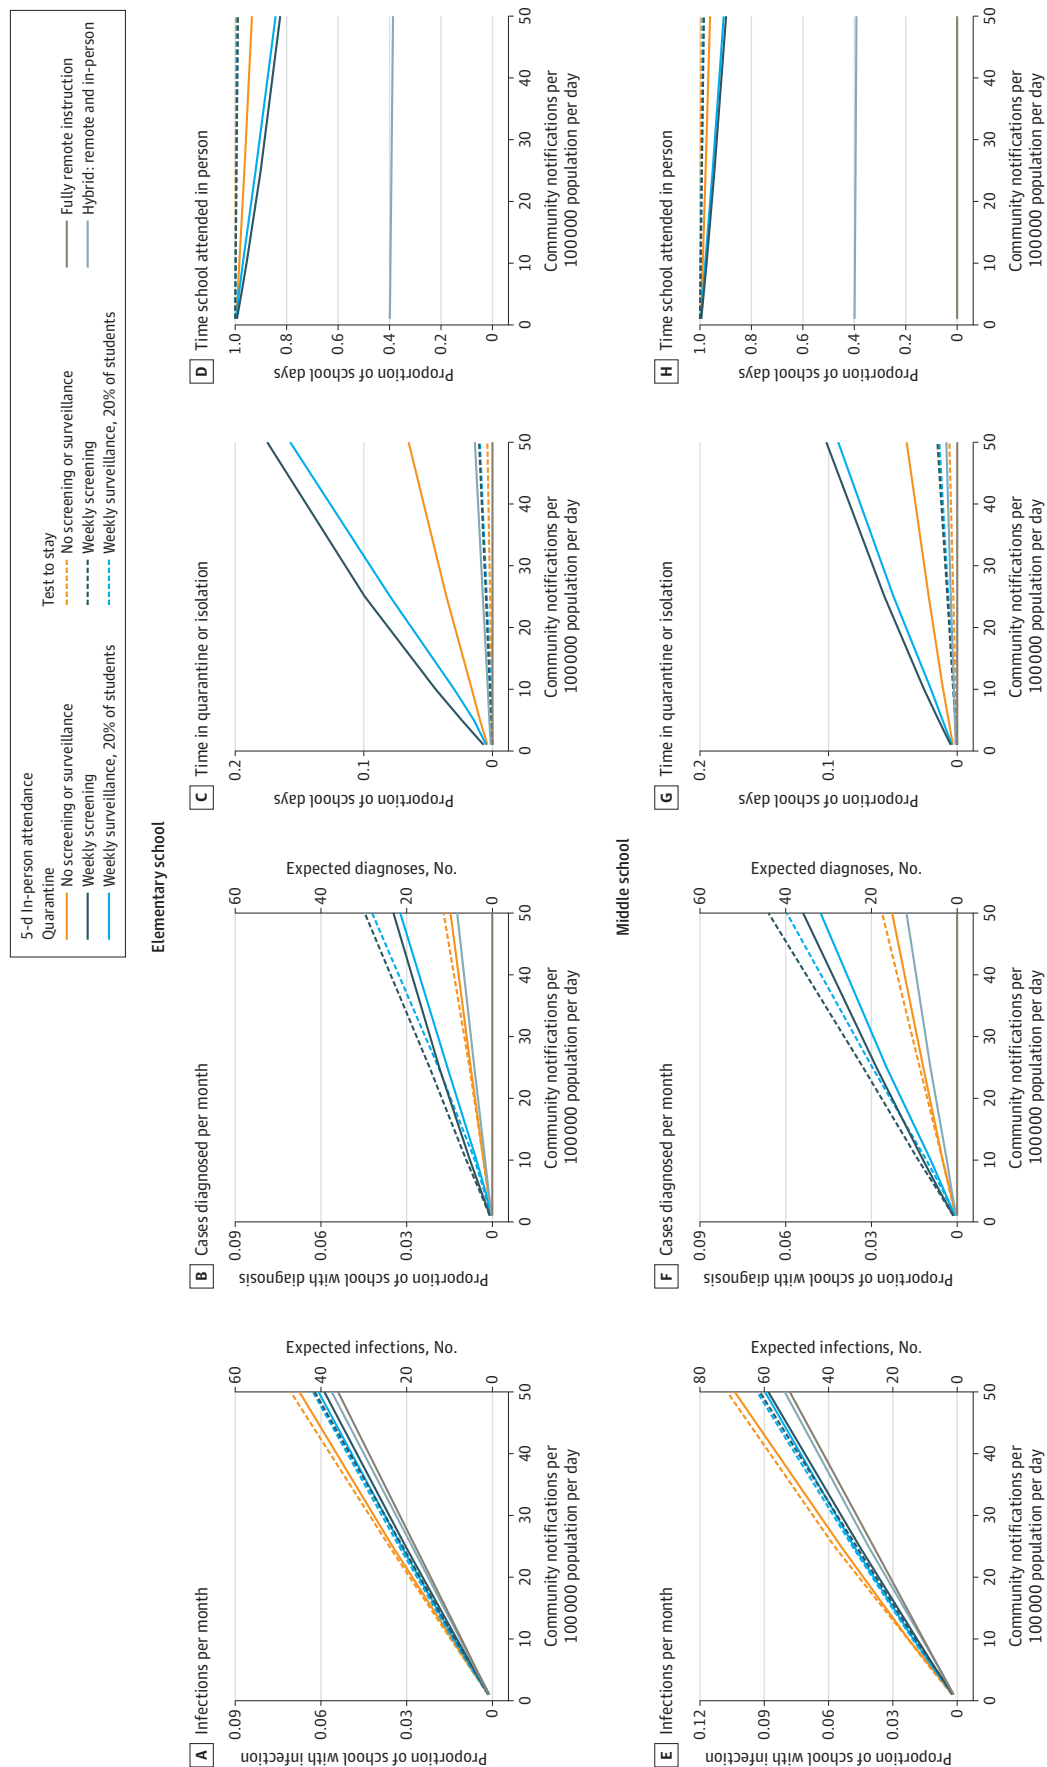 5-d In-person attendance
Quarantine
No screening or surveillance
Weekly screening
Weekly surveillance, 20% of students
Test to stay
No screening or surveillance
Weekly screening
Weekly surveillance, 20% of students
Fully remote instruction
Hybrid: remote and in-person
Elementary school
A Infections per month
Proportion of school with infection
0.09
0.06
0.03
0
Expected infections, No.
60
40
20
0
0 10 20 30 40 50
Community notifications per
100 000 population per day
B Cases diagnosed per month
Proportion of school with diagnosis
0.09
0.06
0.03
0
Expected diagnoses, No.
60
40
20
0
0 10 20 30 40 50
Community notifications per
100 000 population per day
C Time in quarantine or isolation
Proportion of school days
0.2
0.1
0
0 10 20 30 40 50
Community notifications per
100 000 population per day
D Time school attended in person
Proportion of school days
1.0
0.8
0.6
0.4
0.2
0
0 10 20 30 40 50
Community notifications per
100 000 population per day
Middle school
E Infections per month
Proportion of school with infection
0.12
0.09
0.06
0.03
0
Expected infections, No.
80
60
40
20
0
0 10 20 30 40 50
Community notifications per
100 000 population per day
F Cases diagnosed per month
Proportion of school with diagnosis
0.09
0.06
0.03
0
Expected diagnoses, No.
60
40
20
0
0 10 20 30 40 50
Community notifications per
100 000 population per day
G Time in quarantine or isolation
Proportion of school days
0.2
0.1
0
0 10 20 30 40 50
Community notifications per
100 000 population per day
H Time school attended in person
Proportion of school days
1.0
0.8
0.6
0.4
0.2
0
0 10 20 30 40 50
Community notifications per
100 000 population per day